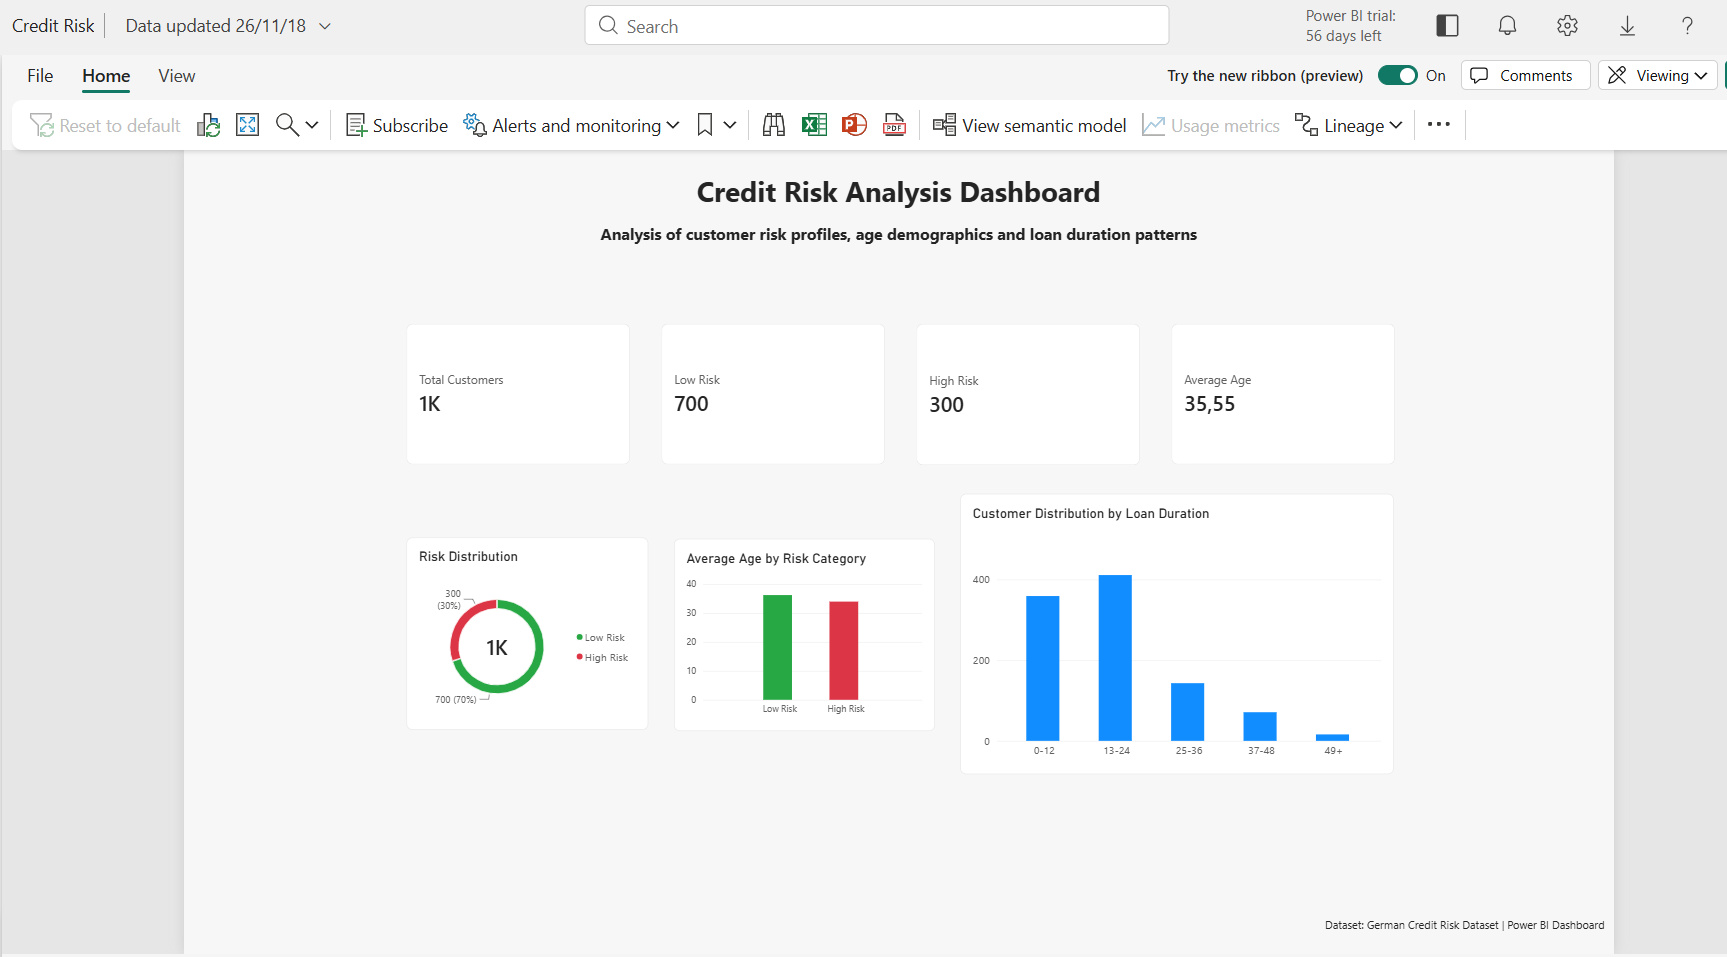 Credit Risk
Data updated 26/11/18
Search
Power BI trial:
56 days left
?
File
Home
View
Try the new ribbon (preview)
On
Comments
Viewing
Reset to default
Subscribe
Alerts and monitoring
PDF
View semantic model
Usage metrics
Lineage
Credit Risk Analysis Dashboard
Analysis of customer risk profiles, age demographics and loan duration patterns
Total Customers
1K
Low Risk
700
High Risk
300
Average Age
35,55
Risk Distribution
300
(30%)
1K
700 (70%)
Low Risk
High Risk
Average Age by Risk Category
40
30
20
10
0
Low Risk
High Risk
Customer Distribution by Loan Duration
400
200
0
0-12
13-24
25-36
37-48
49+
Dataset: German Credit Risk Dataset | Power BI Dashboard